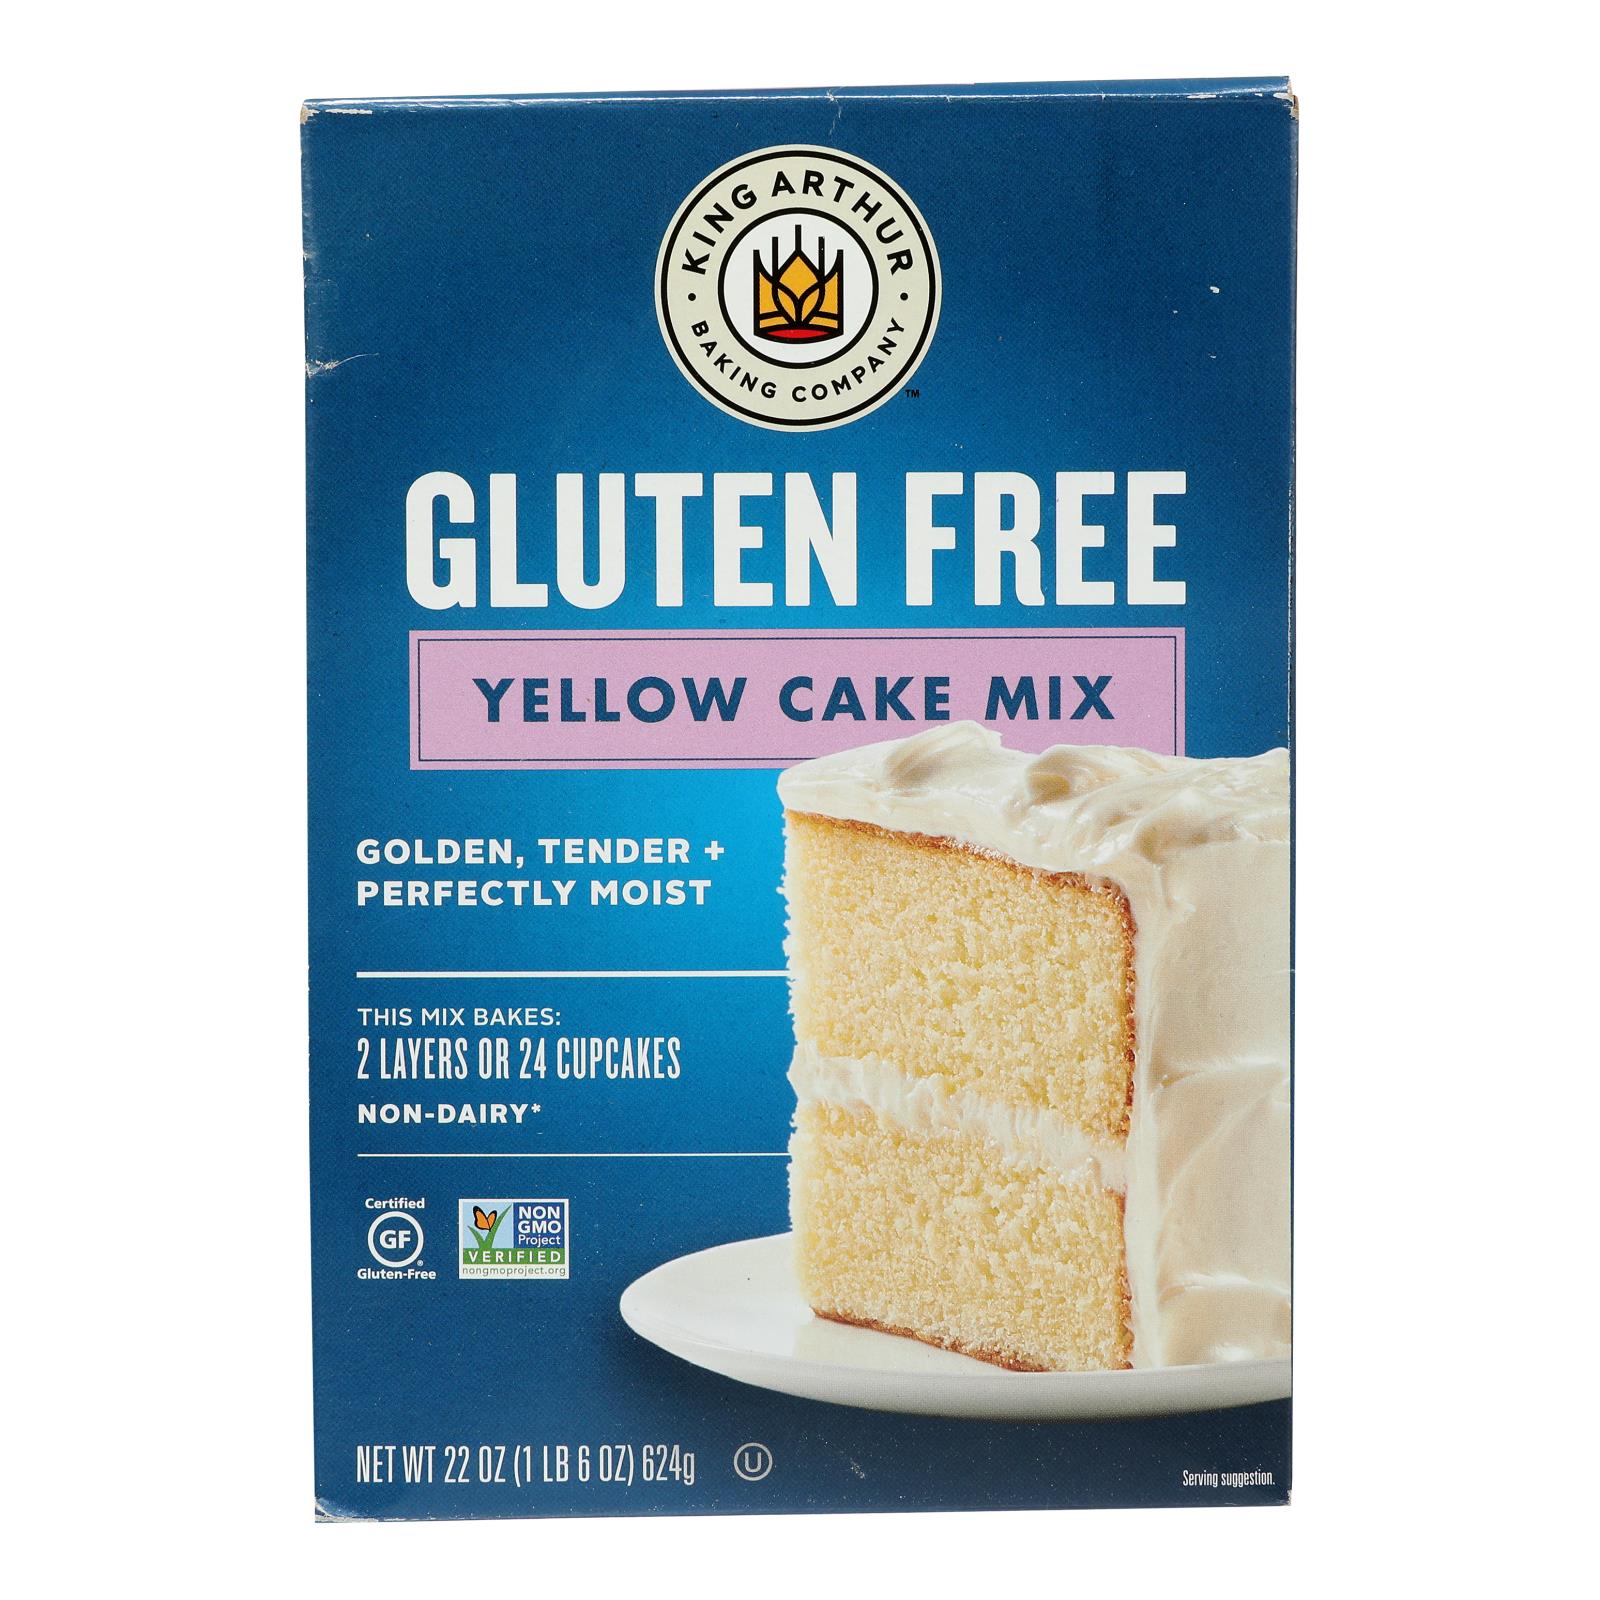 KING ARTHUR
BAKING COMPANY
TM
GLUTEN FREE
YELLOW CAKE MIX
GOLDEN, TENDER +
PERFECTLY MOIST
THIS MIX BAKES:
2 LAYERS OR 24 CUPCAKES
NON-DAIRY*
Certified
GF
®
Gluten-Free
NON
GMO
Project
VERIFIED
nongmoproject.org
NET WT 22 OZ (1 LB 6 OZ) 624g
U
Serving suggestion.